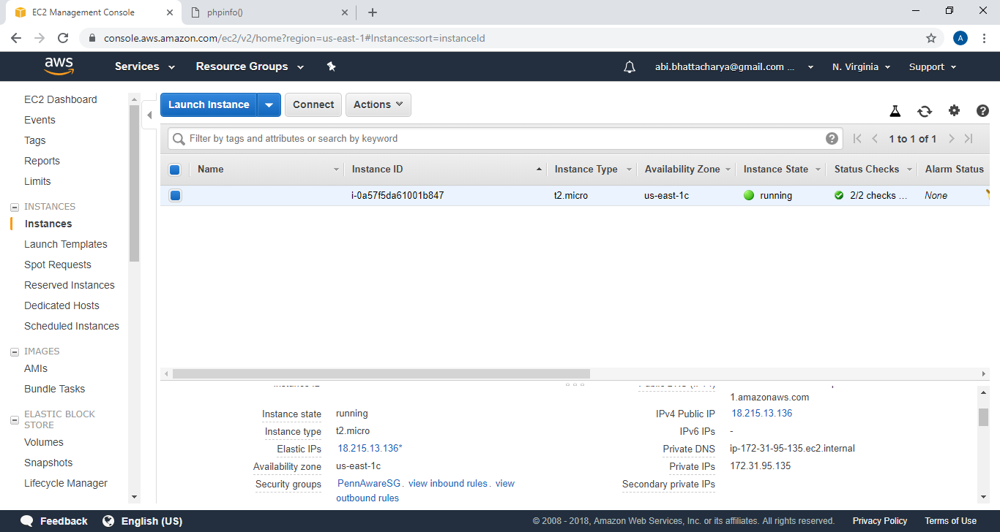 EC2 Management Console
phpinfo()
console.aws.amazon.com/ec2/v2/home?region=us-east-1#Instances:sort=instanceId
A
aws
Services
Resource Groups
abi.bhattacharya@gmail.com ...
N. Virginia
Support
EC2 Dashboard
Events
Tags
Reports
Limits
INSTANCES
Instances
Launch Templates
Spot Requests
Reserved Instances
Dedicated Hosts
Scheduled Instances
IMAGES
AMIs
Bundle Tasks
ELASTIC BLOCK
STORE
Volumes
Snapshots
Lifecycle Manager
Launch Instance
Connect
Actions
Filter by tags and attributes or search by keyword
1 to 1 of 1
Name Instance ID Instance Type Availability Zone Instance State Status Checks Alarm Status
i-0a57f5da61001b847 t2.micro us-east-1c running 2/2 checks ... None
1.amazonaws.com
Instance state running
IPv4 Public IP 18.215.13.136
Instance type t2.micro
IPv6 IPs -
Elastic IPs 18.215.13.136*
Private DNS ip-172-31-95-135.ec2.internal
Availability zone us-east-1c
Private IPs 172.31.95.135
Security groups PennAwareSG. view inbound rules. view
outbound rules
Secondary private IPs
Feedback
English (US)
© 2008 - 2018, Amazon Web Services, Inc. or its affiliates. All rights reserved.
Privacy Policy
Terms of Use